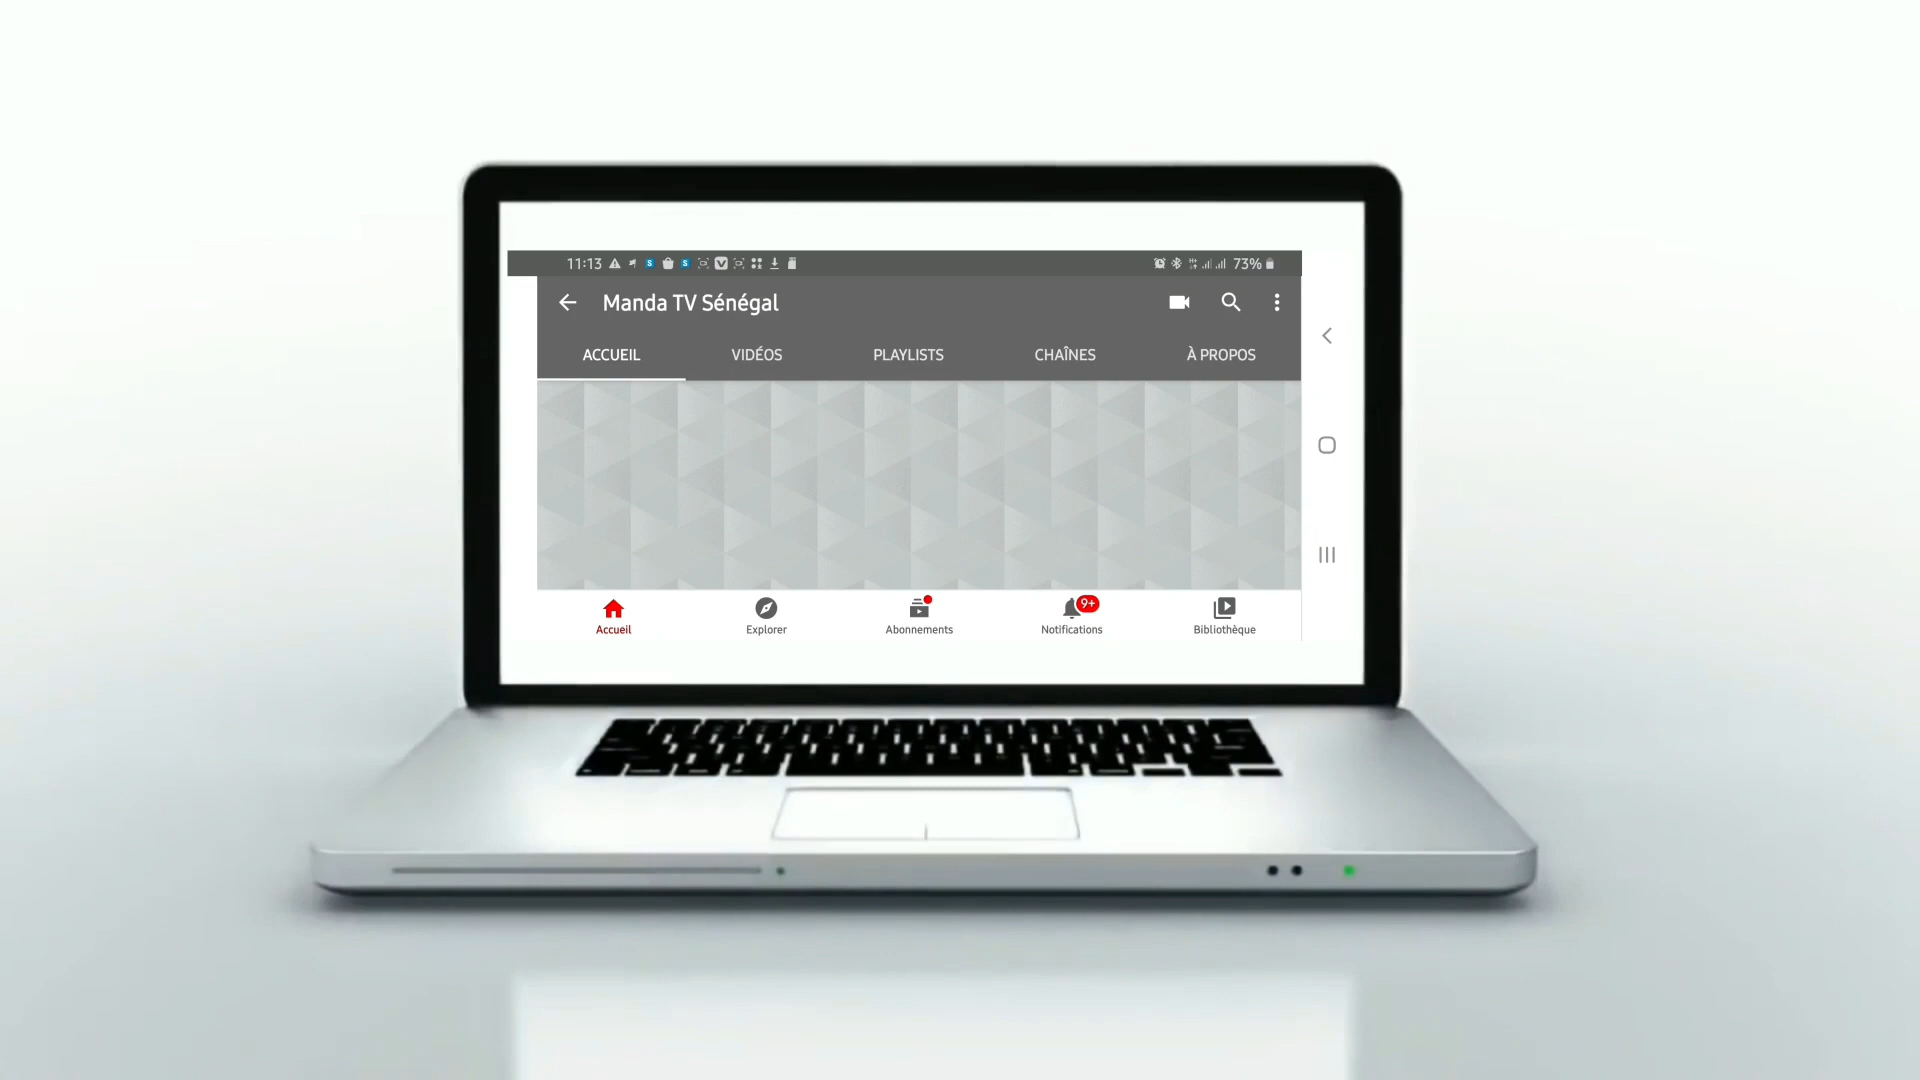 11:13 73%
Manda TV Sénégal
ACCUEIL VIDÉOS PLAYLISTS CHAÎNES À PROPOS
9+
Accueil Explorer Abonnements Notifications Bibliothèque